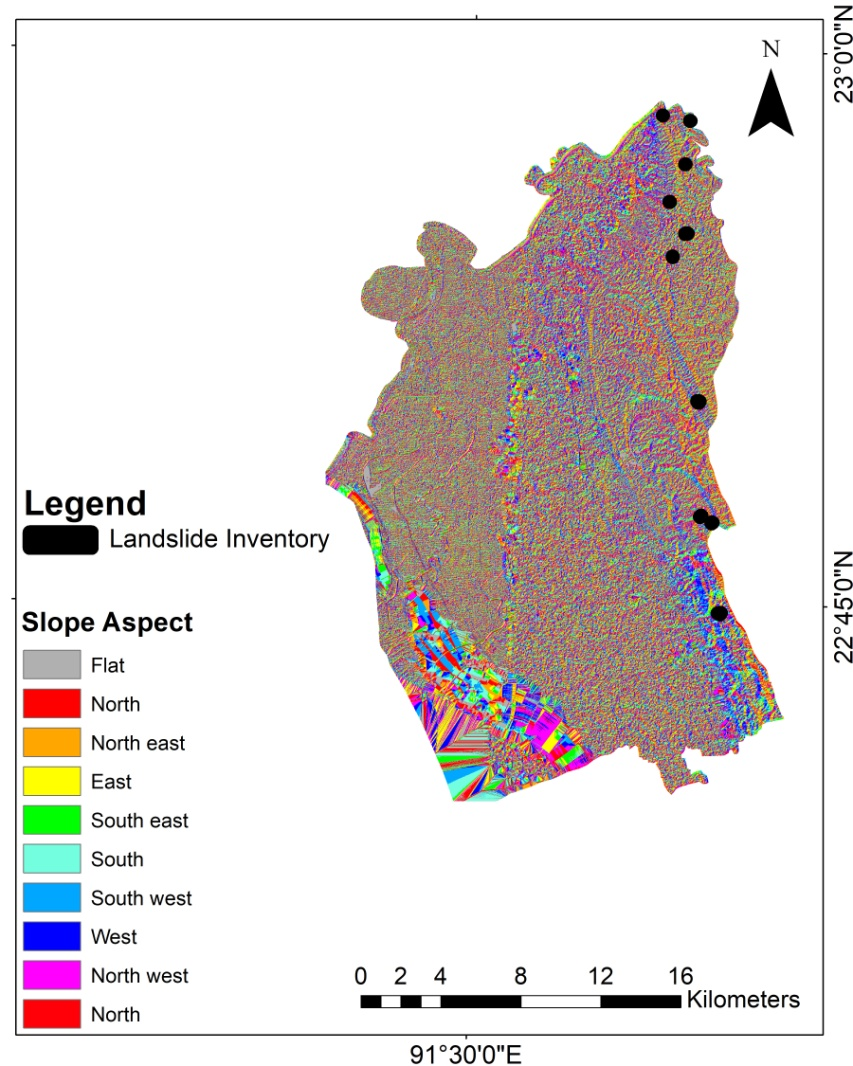 23°0'0"N
N
Legend
Landslide Inventory
22°45'0"N
Slope Aspect
Flat
North
North east
East
South east
South
South west
West
North west
North
0 2 4 8 12 16
Kilometers
91°30'0"E